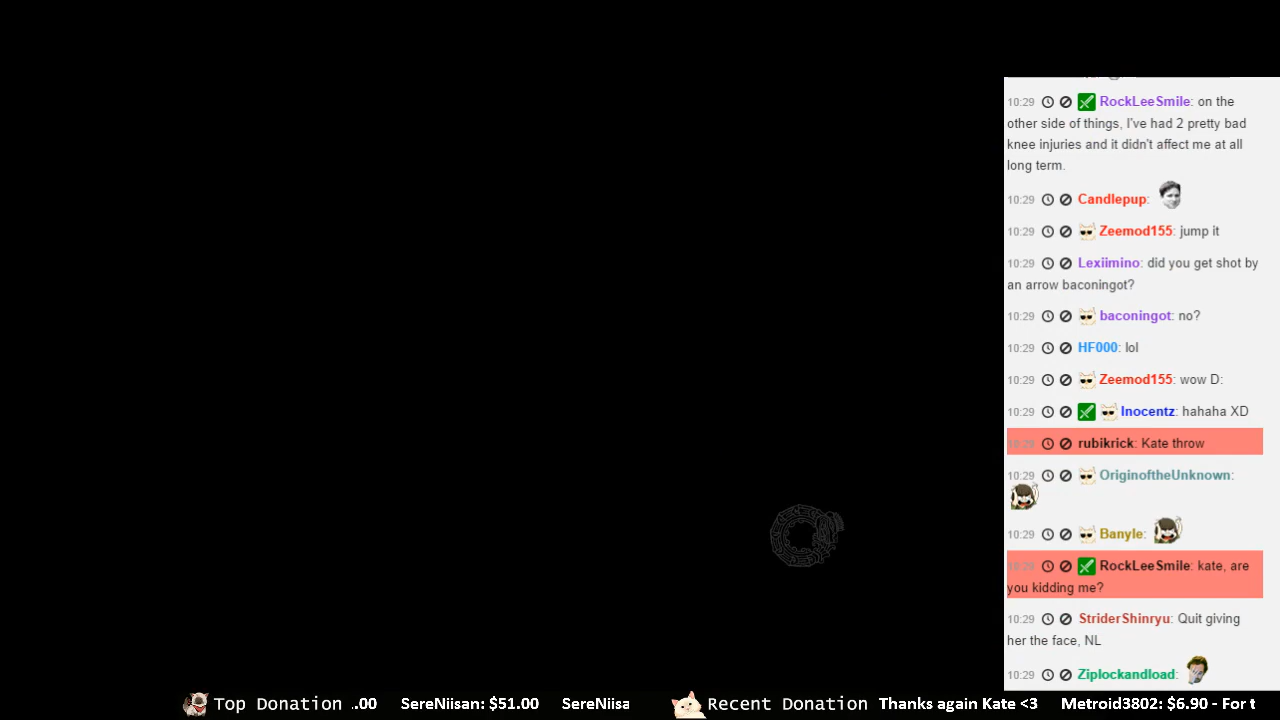 10:29 RockLeeSmile: on the
other side of things, I've had 2 pretty bad
knee injuries and it didn't affect me at all
long term.
10:29 Candlepup:
10:29 Zeemod155: jump it
10:29 Lexiimino: did you get shot by
an arrow baconingot?
10:29 baconingot: no?
10:29 HF000: lol
10:29 Zeemod155: wow D:
10:29 Inocentz: hahaha XD
10:29 rubikrick: Kate throw
10:29 OriginoftheUnknown:
10:29 Banyle:
10:29 RockLeeSmile: kate, are
you kidding me?
10:29 StriderShinryu: Quit giving
her the face, NL
10:29 Ziplockandload:
Top Donation .00 SereNiisan: $51.00 SereNiisa Recent Donation Thanks again Kate <3 Metroid3802: $6.90 - For t